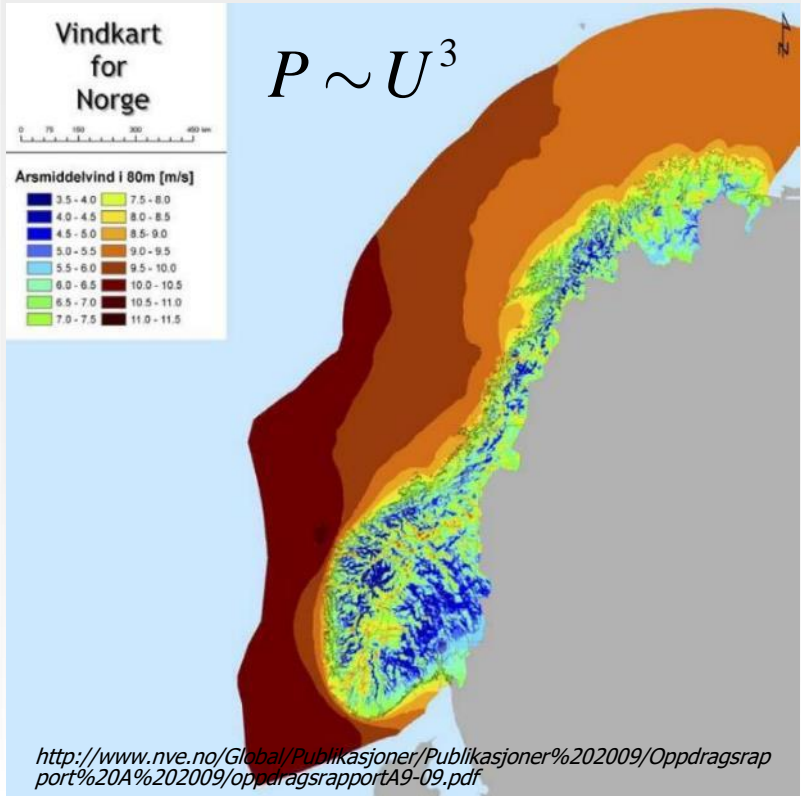 Vindkart
for
Norge
P ~ U³
0 75 150 300 450 km
Årsmiddelvind i 80m [m/s]
3.5 - 4.0 7.5 - 8.0
4.0 - 4.5 8.0 - 8.5
4.5 - 5.0 8.5- 9.0
5.0 - 5.5 9.0 - 9.5
5.5 - 6.0 9.5 - 10.0
6.0 - 6.5 10.0 - 10.5
6.5 - 7.0 10.5 - 11.0
7.0 - 7.5 11.0 - 11.5
N
http://www.nve.no/Global/Publikasjoner/Publikasjoner%202009/Oppdragsrap
port%20A%202009/oppdragsrapportA9-09.pdf